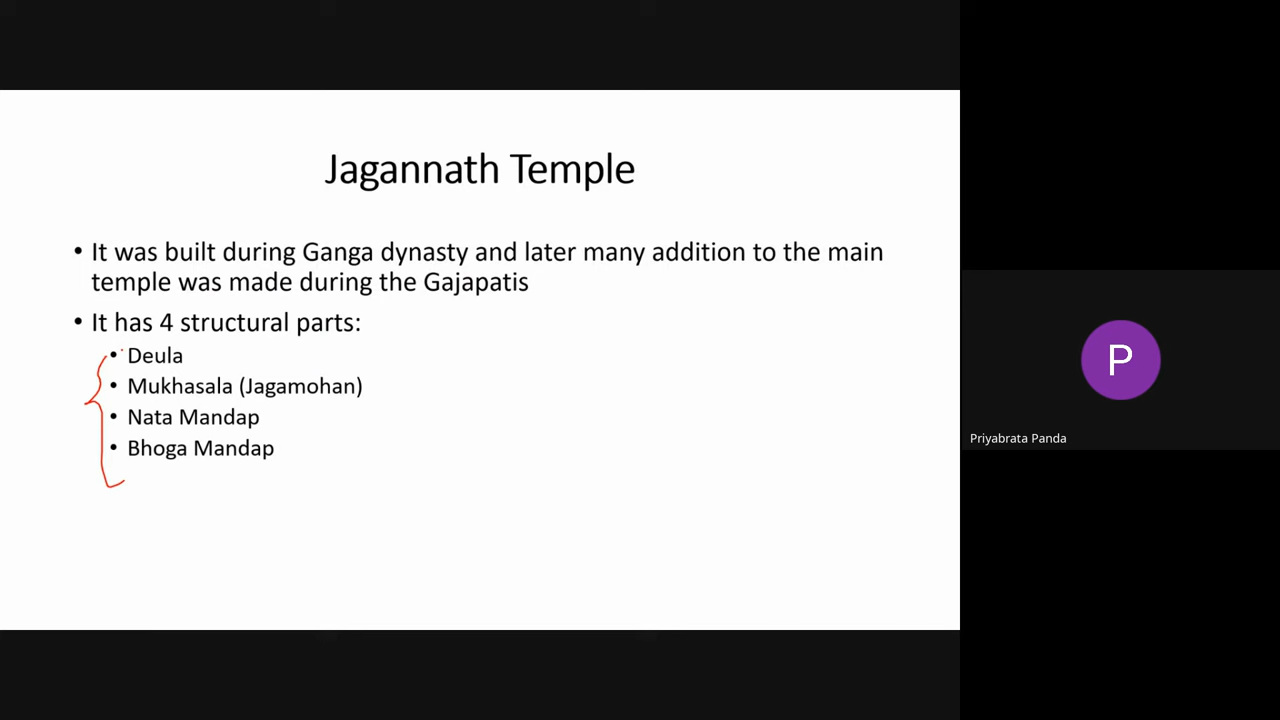 Jagannath Temple
• It was built during Ganga dynasty and later many addition to the main
temple was made during the Gajapatis
• It has 4 structural parts:
• Deula
• Mukhasala (Jagamohan)
• Nata Mandap
• Bhoga Mandap
P
Priyabrata Panda